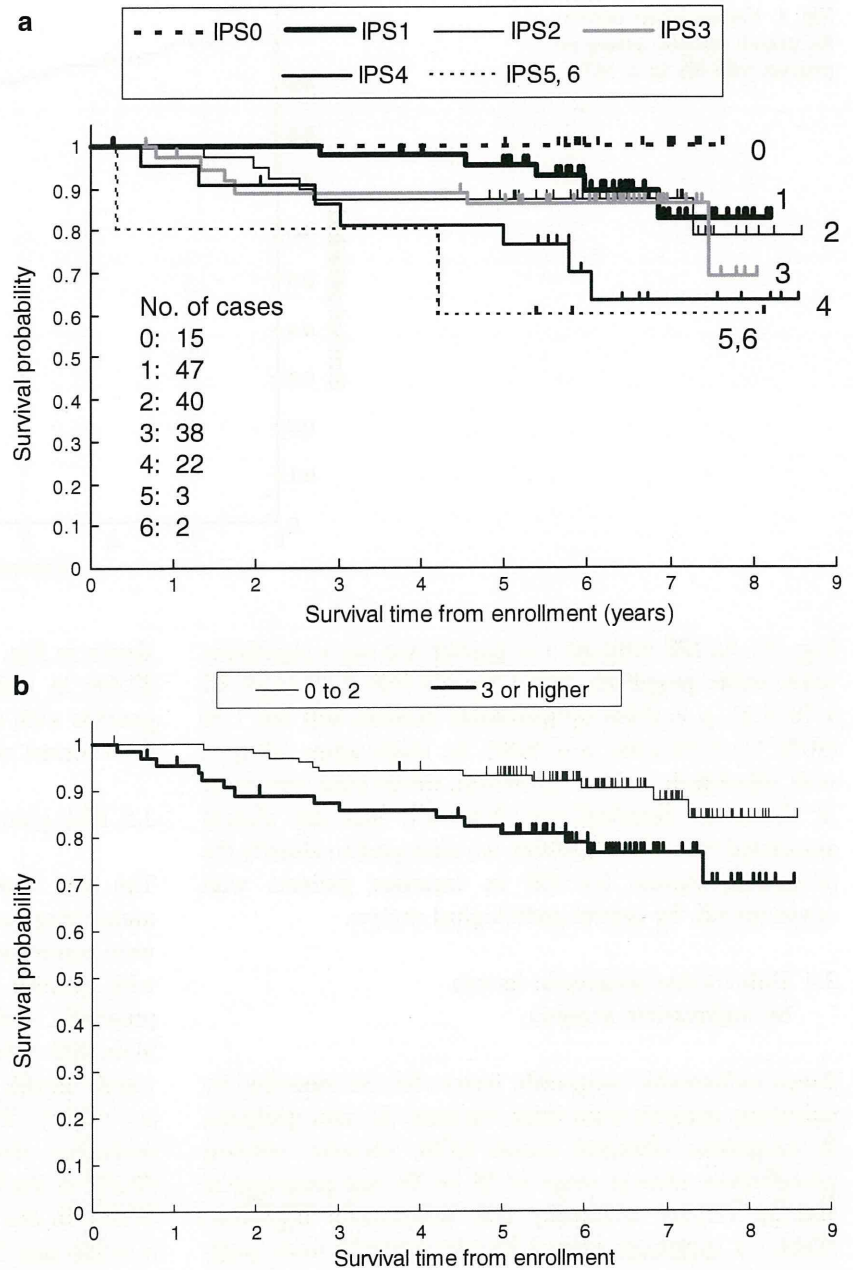 a
IPS0 IPS1 IPS2 IPS3
IPS4 IPS5, 6
1
0.9
0.8
0.7
0.6
0.5
0.4
0.3
0.2
0.1
0
Survival probability
No. of cases
0: 15
1: 47
2: 40
3: 38
4: 22
5: 3
6: 2
0
1
2
3
4
5,6
0 1 2 3 4 5 6 7 8 9
Survival time from enrollment (years)
b
0 to 2 3 or higher
1
0.9
0.8
0.7
0.6
0.5
0.4
0.3
0.2
0.1
0
Survival probability
0 1 2 3 4 5 6 7 8 9
Survival time from enrollment